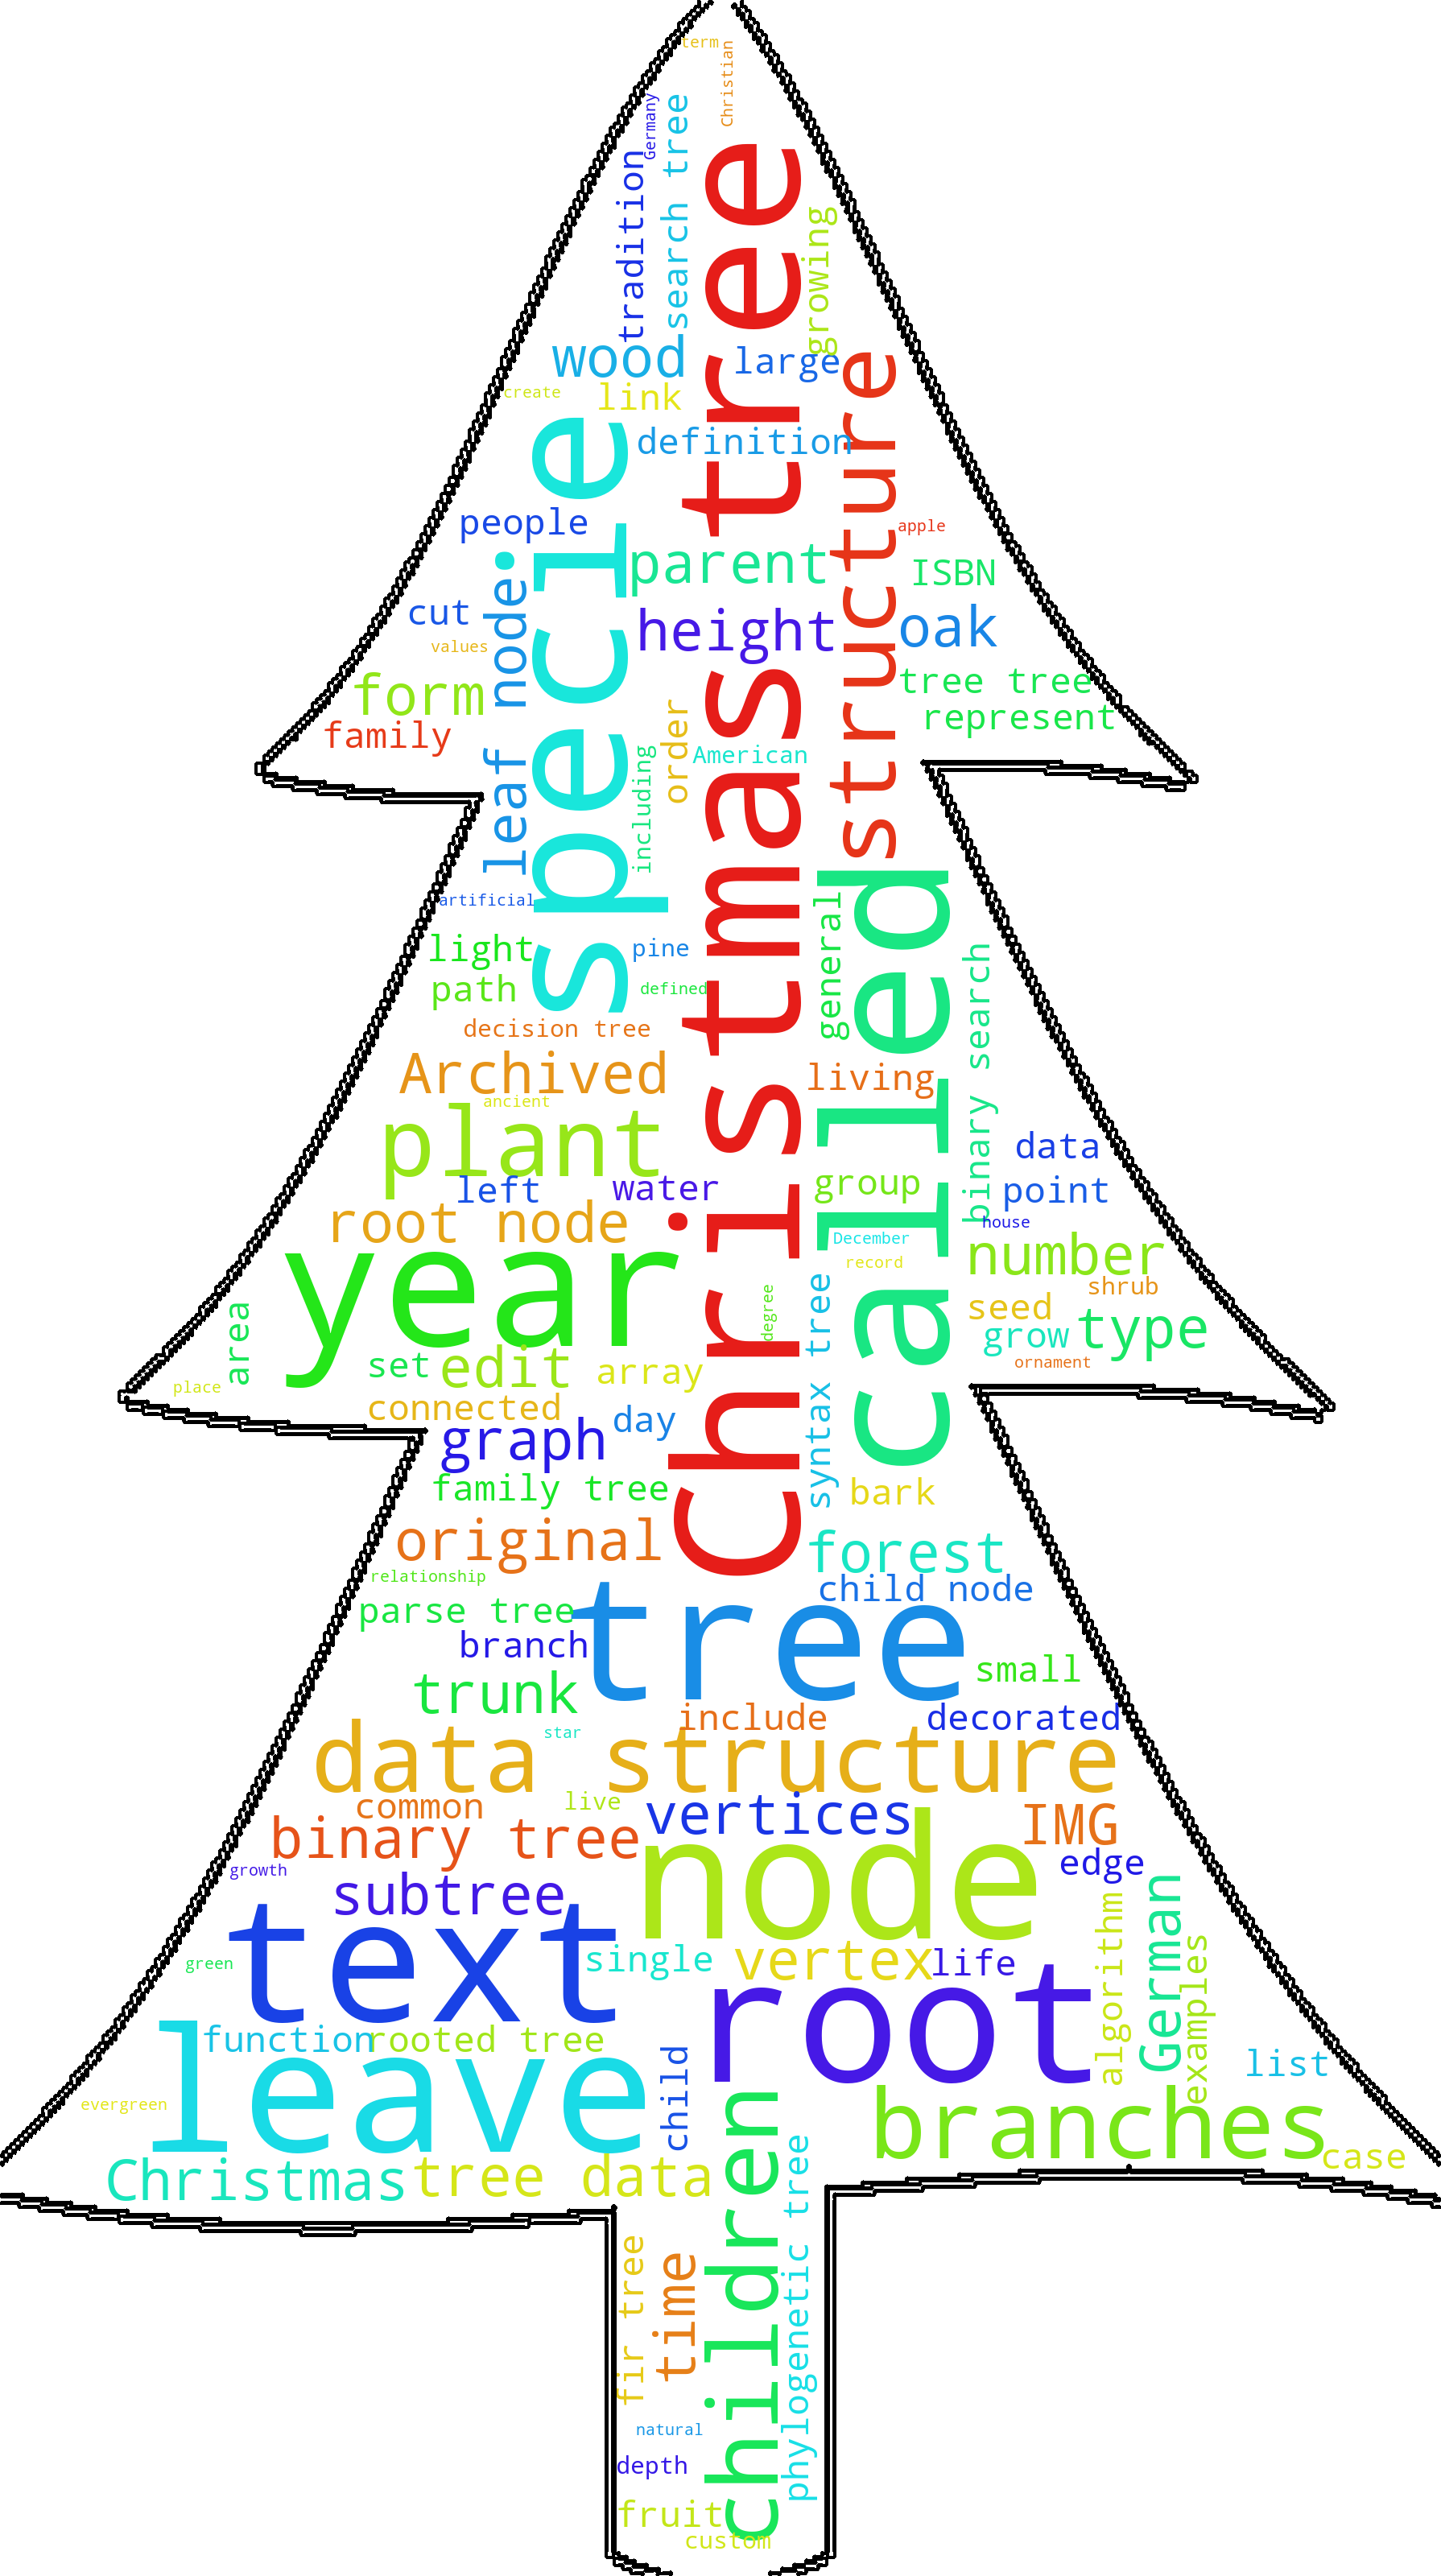 term
Christian
Germany
search tree
tradition
Christmas tree
growing
wood
large
create
link
structure
specie
definition
people
apple
parent
ISBN
leaf node
cut
height
oak
values
form
tree tree
family
order
represent
including
American
called
artificial
general
light
pine
binary search
path
defined
decision tree
Archived
living
ancient
plant
data
left
water
group
point
root node
house
year
December
number
record
degree
syntax tree
shrub
seed
area
type
grow
set
edit
array
ornament
place
connected
day
graph
family tree
bark
original
forest
relationship
child node
parse tree
tree
branch
small
trunk
include
decorated
star
data structure
common
live
vertices
IMG
binary tree
node
edge
growth
subtree
German
algorithm
text
examples
green
single
vertex
life
root
function
rooted tree
leave
child
list
children
branches
evergreen
case
Christmas
tree data
phylogenetic tree
fir tree
time
natural
depth
fruit
custom